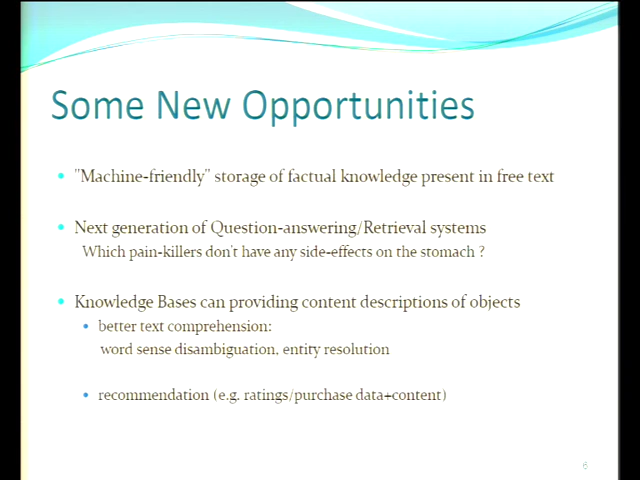 Some New Opportunities
• "Machine-friendly" storage of factual knowledge present in free text
• Next generation of Question-answering/Retrieval systems
Which pain-killers don't have any side-effects on the stomach ?
• Knowledge Bases can providing content descriptions of objects
• better text comprehension:
word sense disambiguation, entity resolution
• recommendation (e.g. ratings/purchase data+content)
6